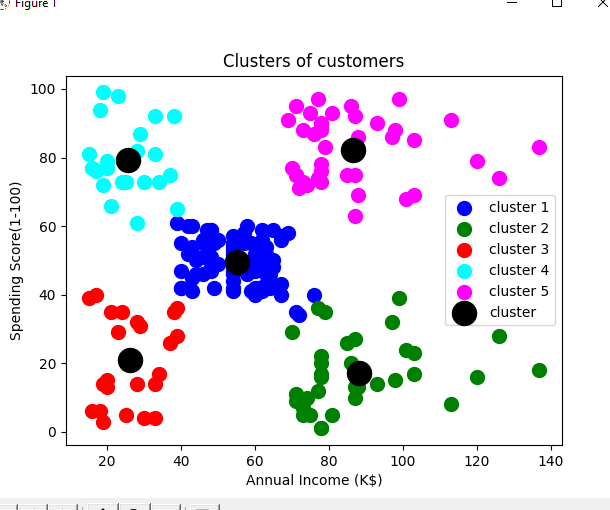 Figure 1
Clusters of customers
Spending Score(1-100)
100
80
60
40
20
0
cluster 1
cluster 2
cluster 3
cluster 4
cluster 5
cluster
20 40 60 80 100 120 140
Annual Income (K$)